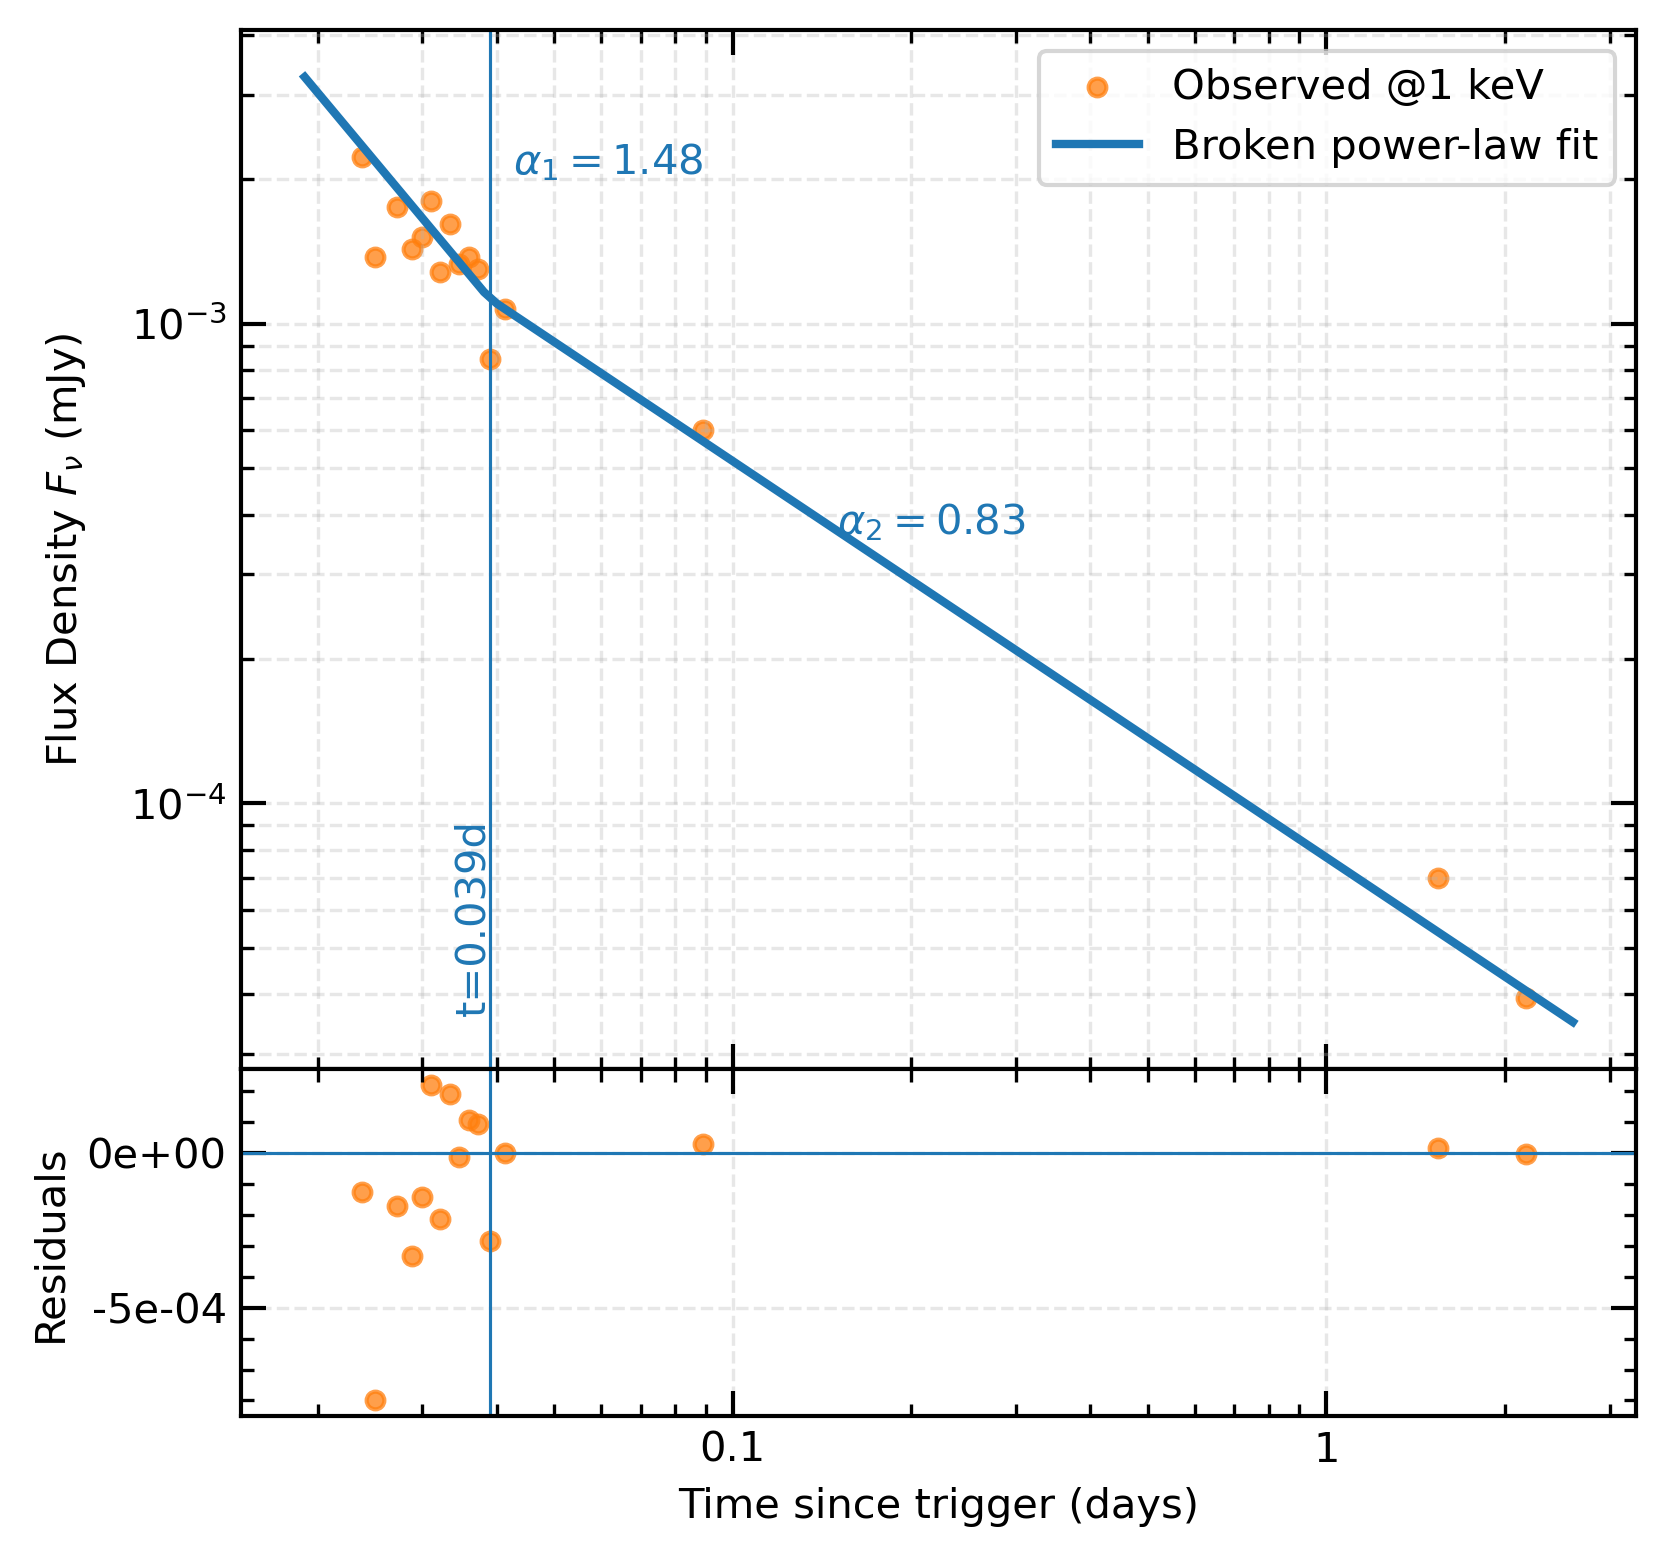 Observed @1 keV
Broken power-law fit
α₁ = 1.48
10⁻³
Flux Density Fᵥ (mJy)
α₂ = 0.83
10⁻⁴
t=0.039d
0e+00
Residuals
-5e-04
0.1
1
Time since trigger (days)